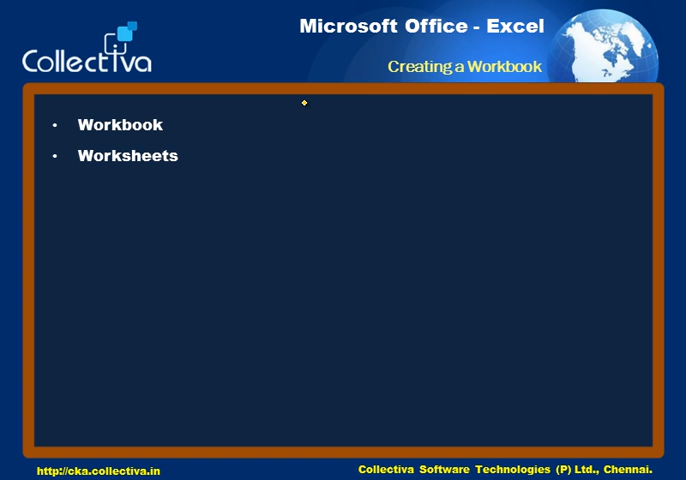 Collectiva
Microsoft Office - Excel
Creating a Workbook
• Workbook
• Worksheets
http://cka.collectiva.in
Collectiva Software Technologies (P) Ltd., Chennai.